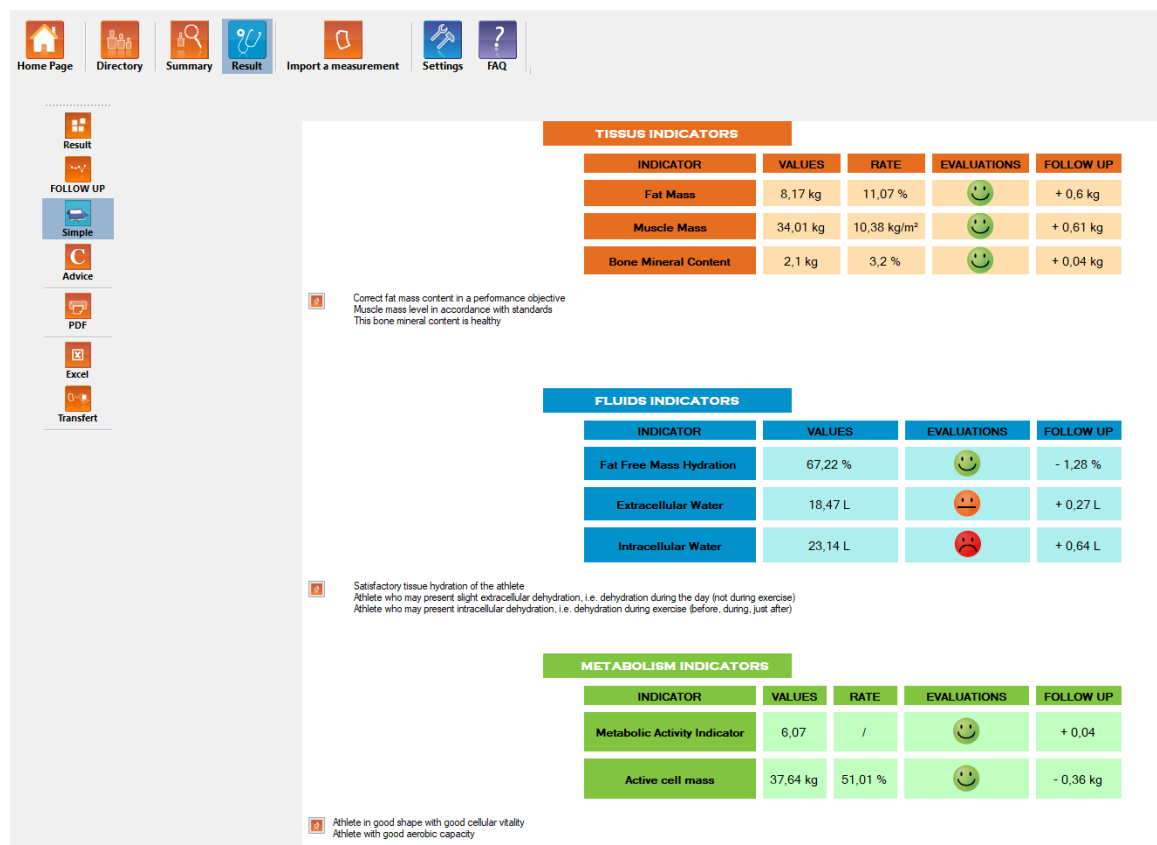 Home Page Directory Summary Result Import a measurement Settings FAQ
Result
FOLLOW UP
Simple
C
Advice
PDF
Excel
Transfert
TISSUS INDICATORS
INDICATOR VALUES RATE EVALUATIONS FOLLOW UP
Fat Mass 8,17 kg 11,07 % + 0,6 kg
Muscle Mass 34,01 kg 10,38 kg/m² + 0,61 kg
Bone Mineral Content 2,1 kg 3,2 % + 0,04 kg
Correct fat mass content in a performance objective
Muscle mass level in accordance with standards
This bone mineral content is healthy
FLUIDS INDICATORS
INDICATOR VALUES EVALUATIONS FOLLOW UP
Fat Free Mass Hydration 67,22 % - 1,28 %
Extracellular Water 18,47 L + 0,27 L
Intracellular Water 23,14 L + 0,64 L
Satisfactory tissue hydration of the athlete
Athlete who may present slight extracellular dehydration, i.e. dehydration during the day (not during exercise)
Athlete who may present intracellular dehydration, i.e. dehydration during exercise (before, during, just after)
METABOLISM INDICATORS
INDICATOR VALUES RATE EVALUATIONS FOLLOW UP
Metabolic Activity Indicator 6,07 / + 0,04
Active cell mass 37,64 kg 51,01 % - 0,36 kg
Athlete in good shape with good cellular vitality
Athlete with good aerobic capacity